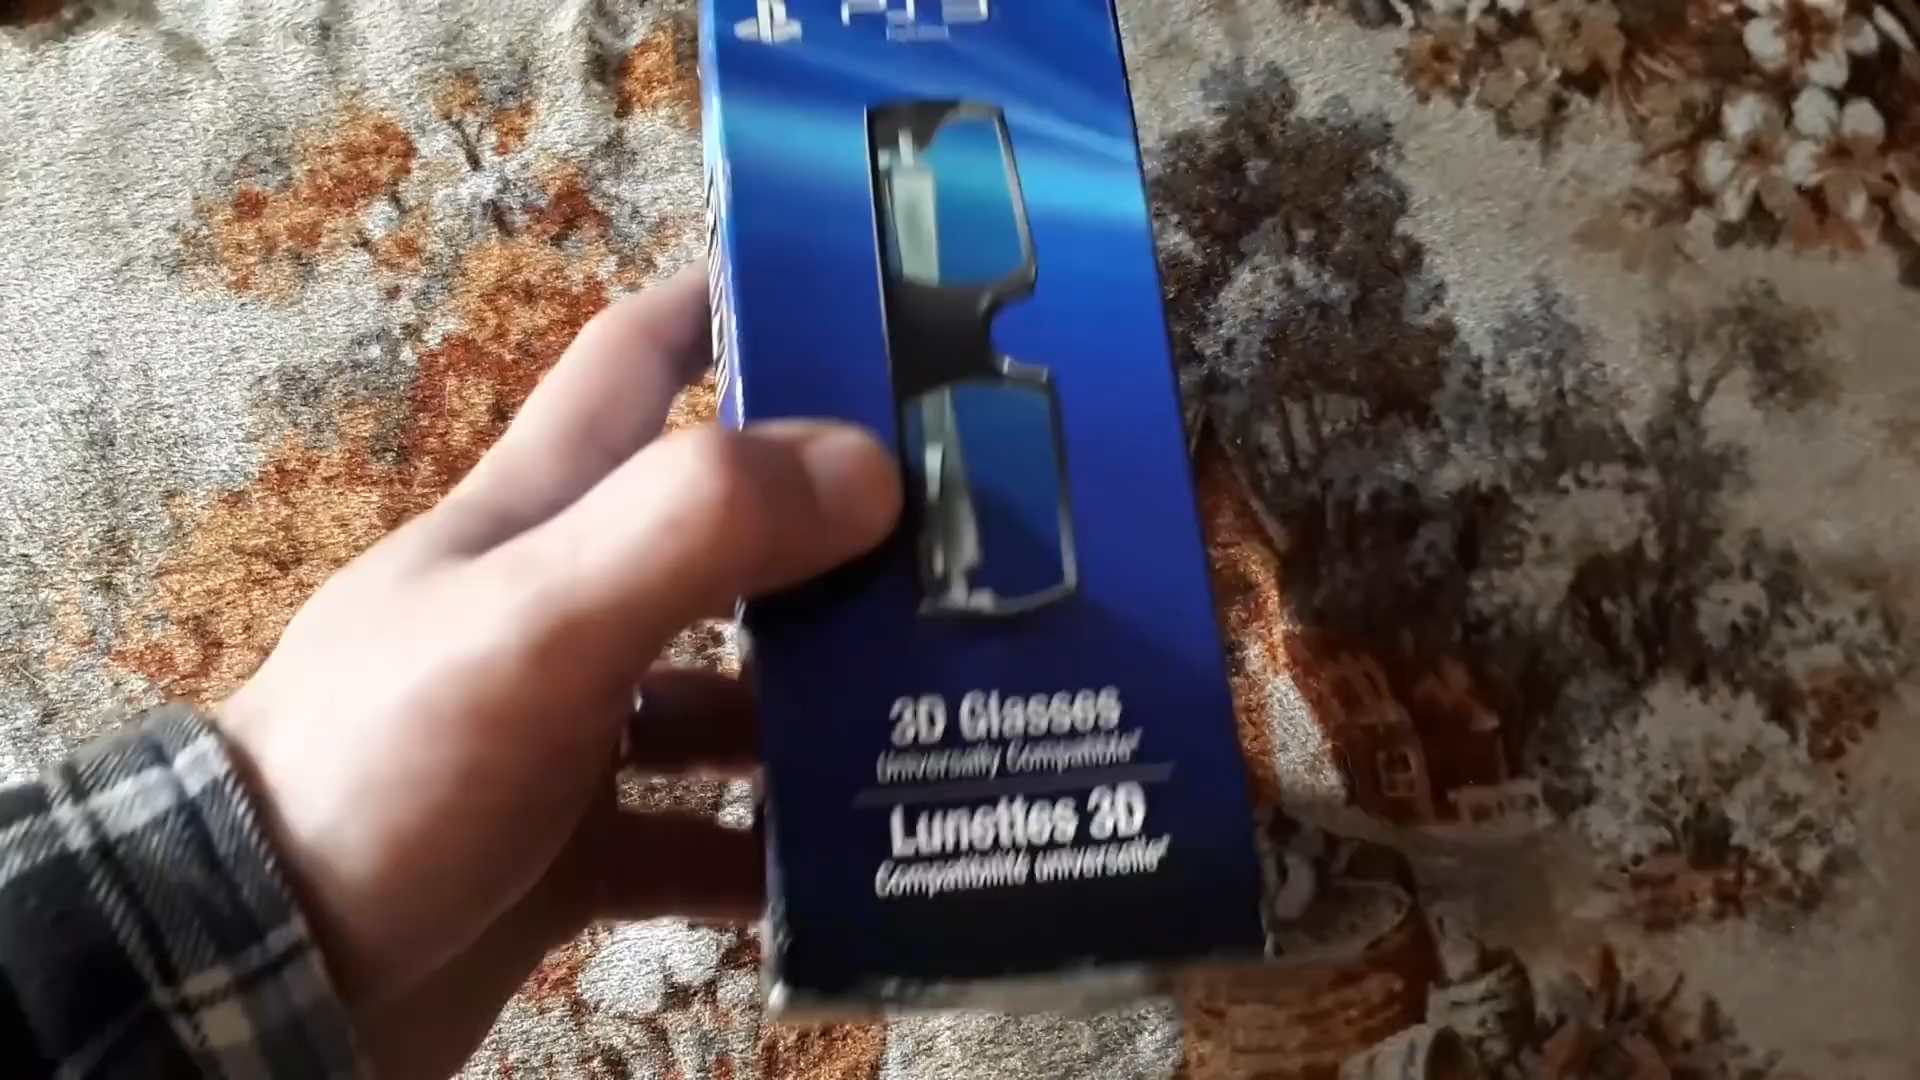 3D Glasses
Universally Compatible*
Lunettes 3D
Compatibilité universelle*